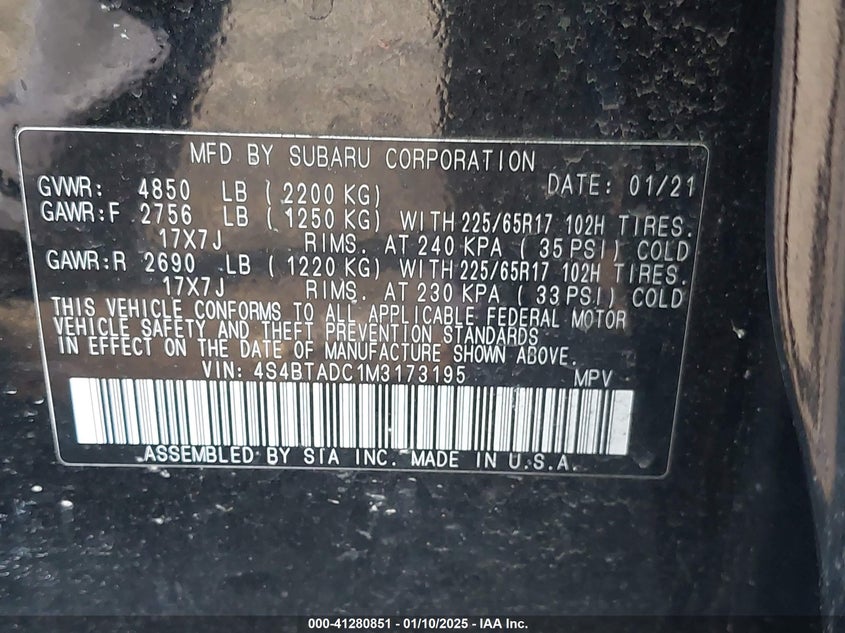 MFD BY SUBARU CORPORATION
DATE: 01/21
GVWR: 4850 LB (2200 KG)
GAWR:F 2756 LB (1250 KG) WITH 225/65R17 102H TIRES.
17X7J RIMS. AT 240 KPA (35 PSI) COLD
GAWR:R 2690 LB (1220 KG) WITH 225/65R17 102H TIRES.
17X7J RIMS. AT 230 KPA (33 PSI) COLD
THIS VEHICLE CONFORMS TO ALL APPLICABLE FEDERAL MOTOR
VEHICLE SAFETY AND THEFT PREVENTION STANDARDS
IN EFFECT ON THE DATE OF MANUFACTURE SHOWN ABOVE.
VIN: 4S4BTADC1M3173195 MPV
ASSEMBLED BY SIA INC. MADE IN U.S.A.
000-41280851 - 01/10/2025 - IAA Inc.